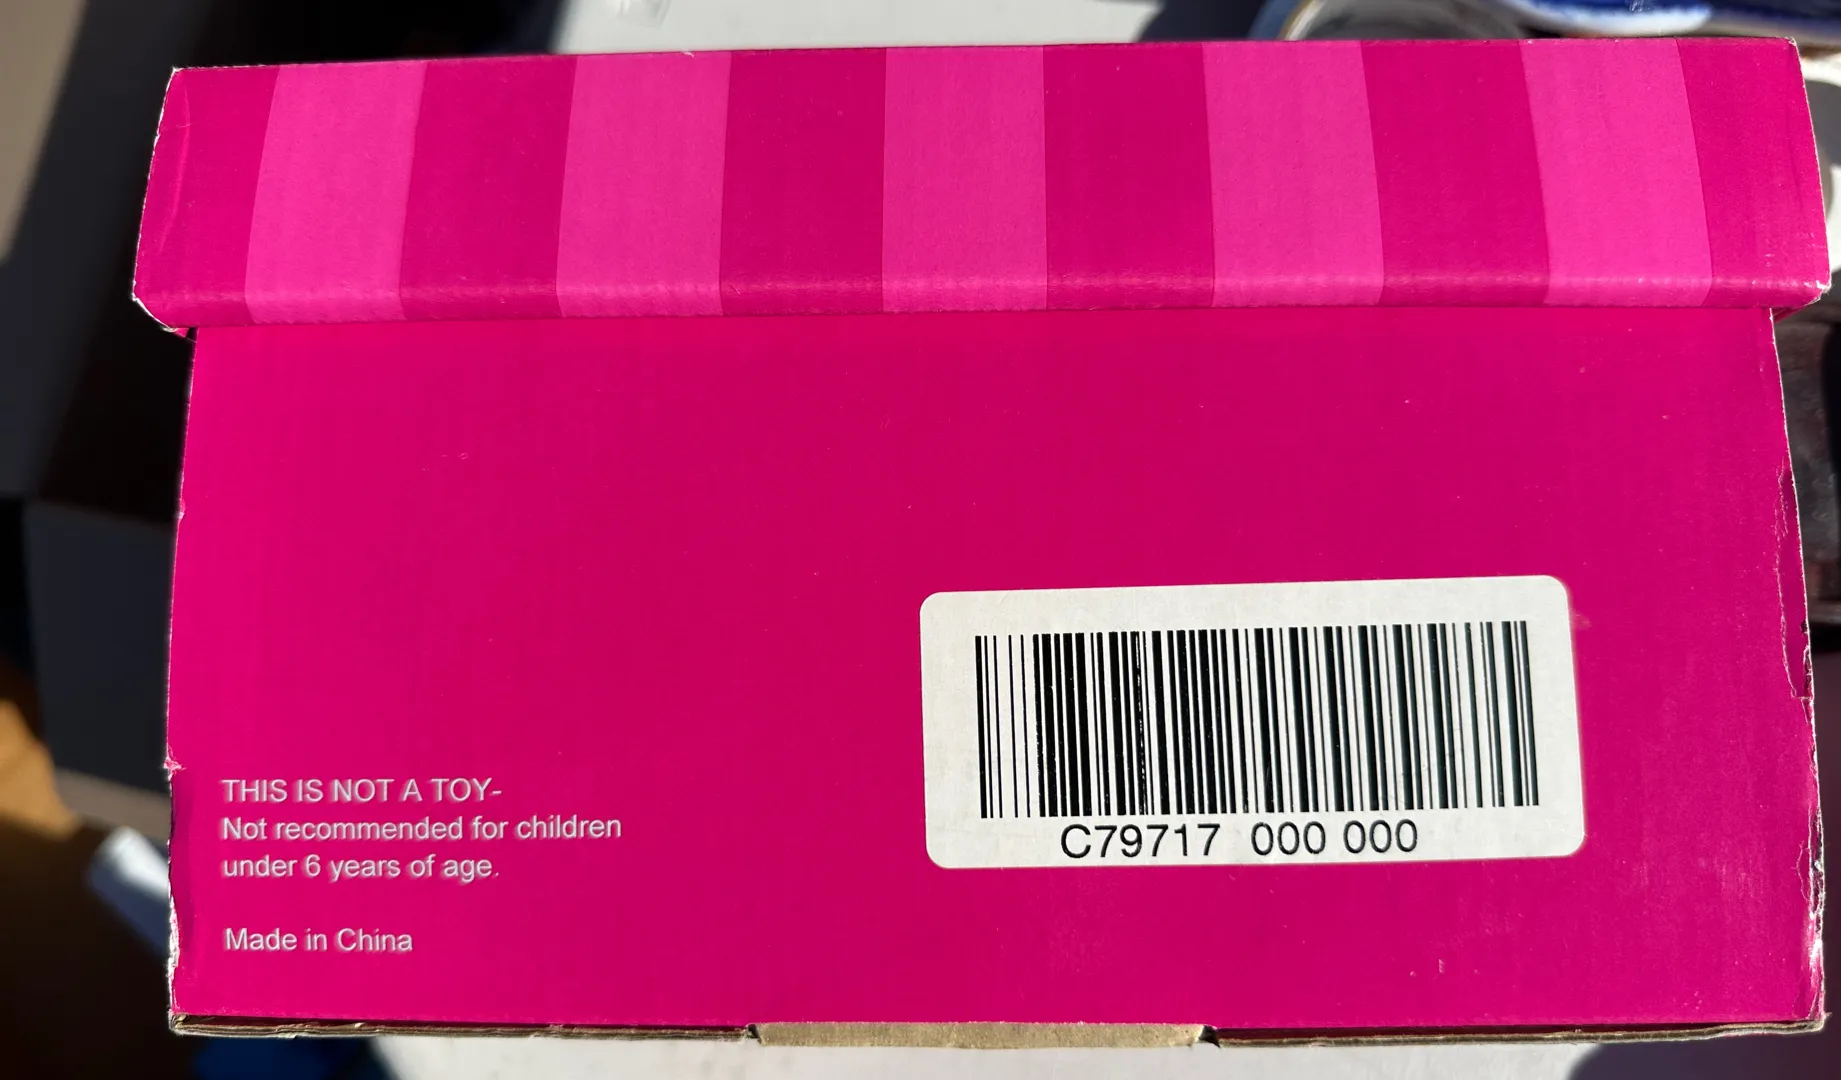 THIS IS NOT A TOY-
Not recommended for children
under 6 years of age.
Made in China
C79717 000 000